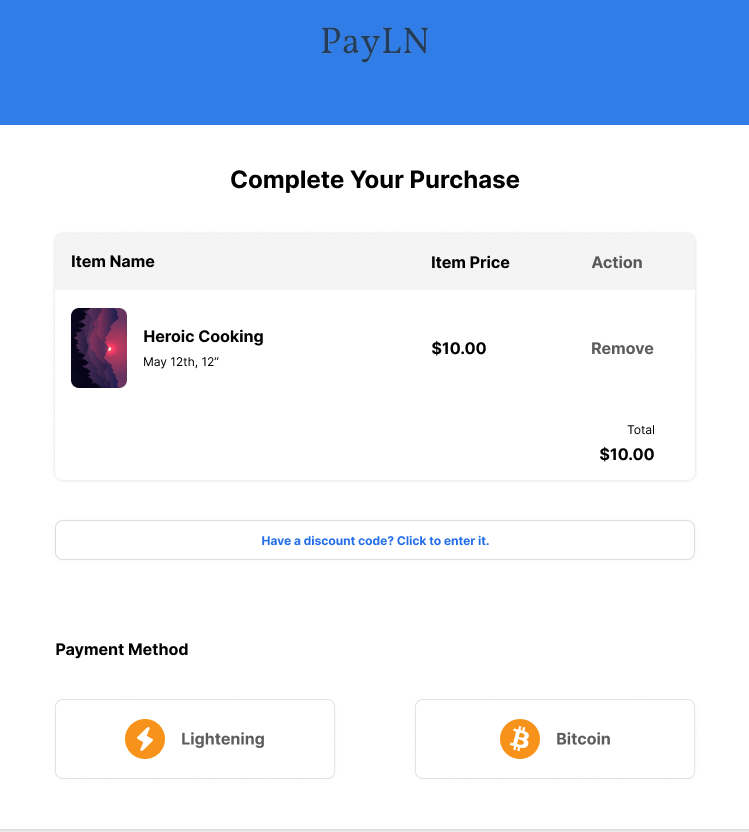 PayLN
Complete Your Purchase
Item Name Item Price Action
Heroic Cooking
May 12th, 12”
$10.00 Remove
Total
$10.00
Have a discount code? Click to enter it.
Payment Method
Lightening Bitcoin